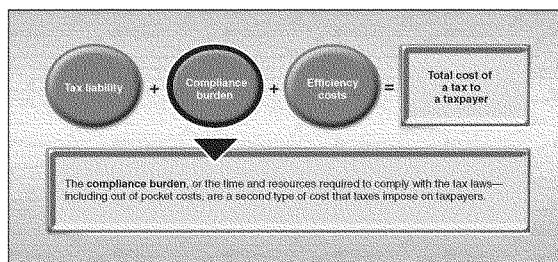 Tax liability + Compliance burden + Efficiency costs = Total cost of a tax to a taxpayer
The compliance burden, or the time and resources required to comply with the tax laws—
including out of pocket costs, are a second type of cost that taxes impose on taxpayers.